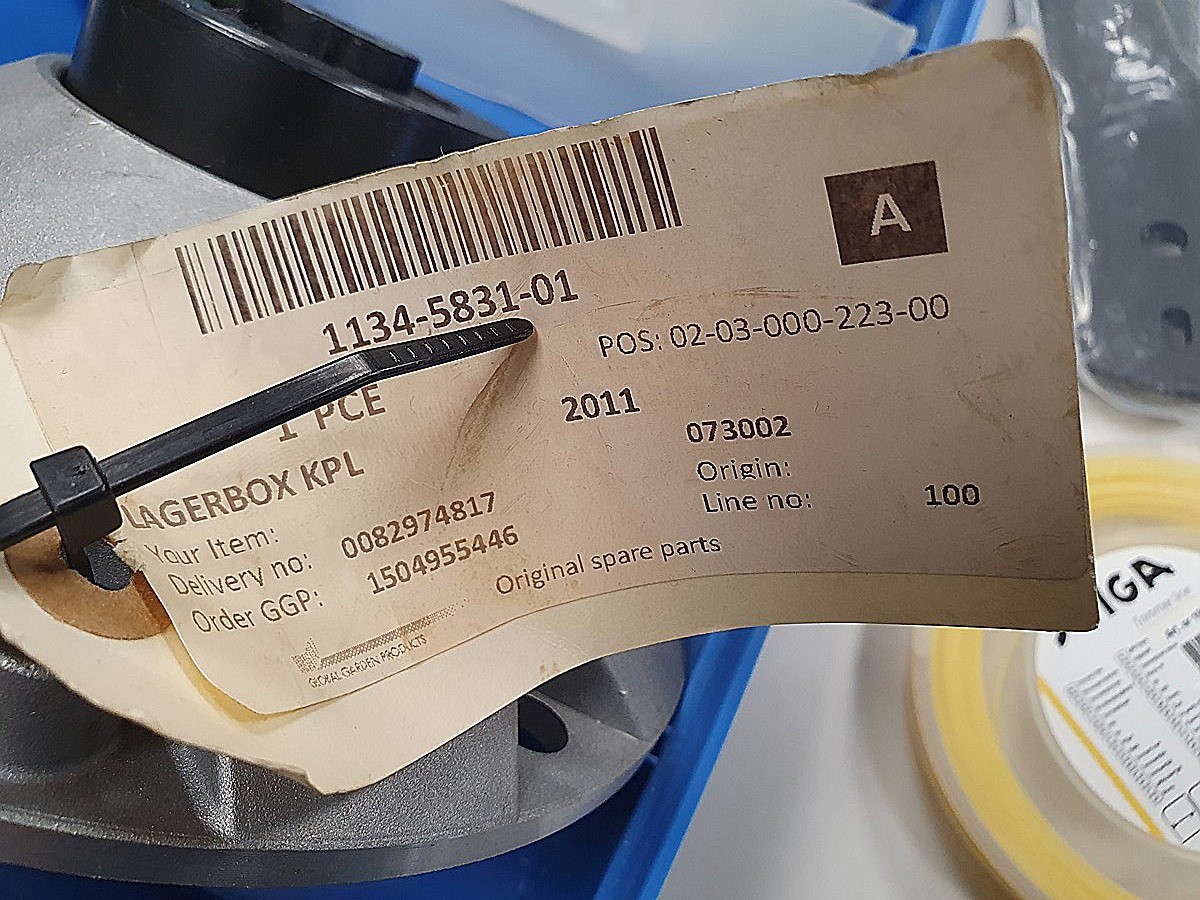 A
1134-5831-01
POS: 02-03-000-223-00
1 PCE
2011
073002
LAGERBOX KPL
Origin:
Your Item:
Line no: 100
Delivery no: 0082974817
Order GGP: 1504955446
Original spare parts
GLOBAL GARDEN PRODUCTS
IGA